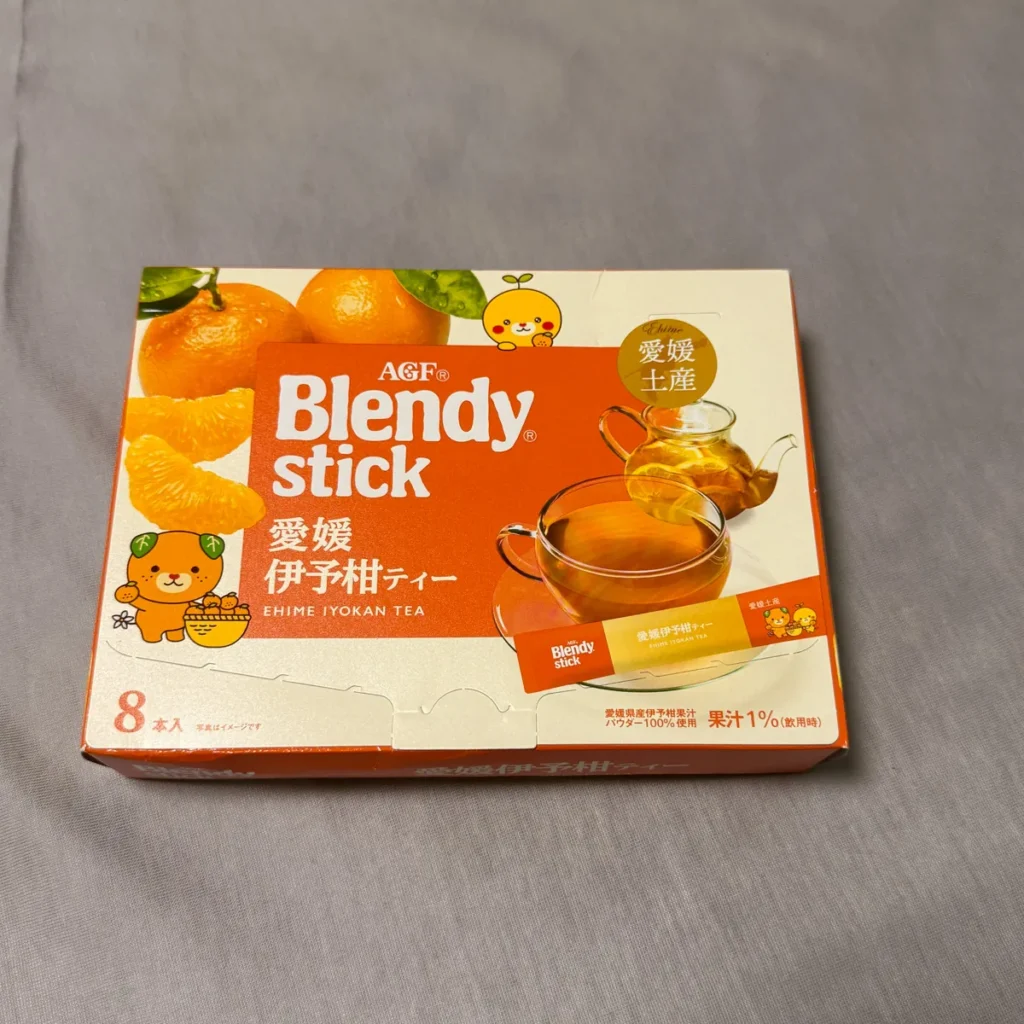 Ehime
愛媛
土産
AGF®
Blendy®
stick
愛媛
伊予柑ティー
EHIME IYOKAN TEA
AGF
Blendy
stick
愛媛伊予柑ティー
EHIME IYOKAN TEA
愛媛土産
8本入
写真はイメージです
愛媛県産伊予柑果汁
パウダー100%使用
果汁1%(飲用時)
Blendy
愛媛伊予柑ティー